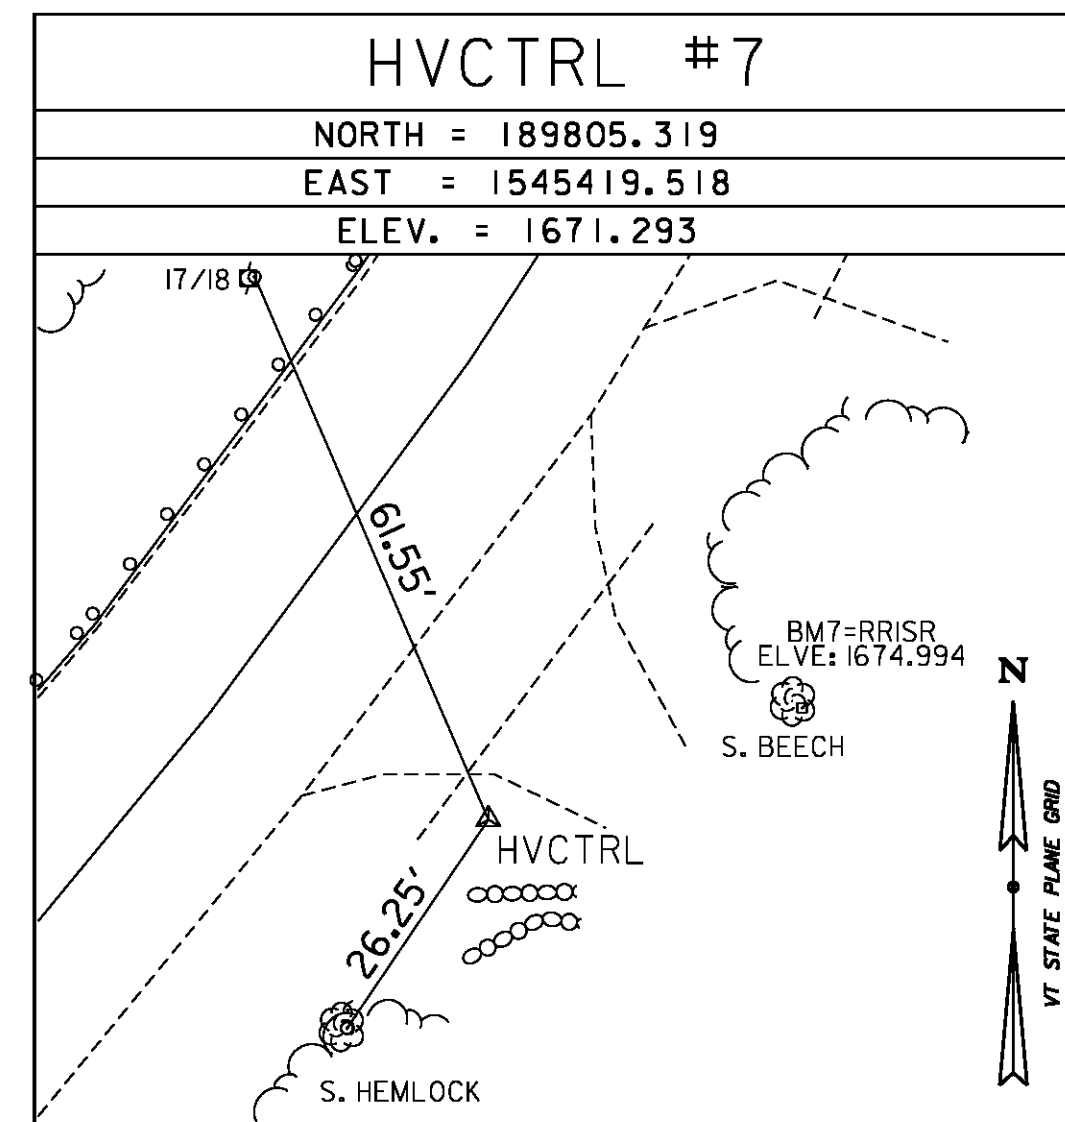 HVCTRL #7
NORTH = 189805.319
EAST = 1545419.518
ELEV. = 1671.293
17/18
61.55'
BM7=RRISR
ELVE: 1674.994
N
S. BEECH
VT STATE PLANE GRID
HVCTRL
26.25'
S. HEMLOCK